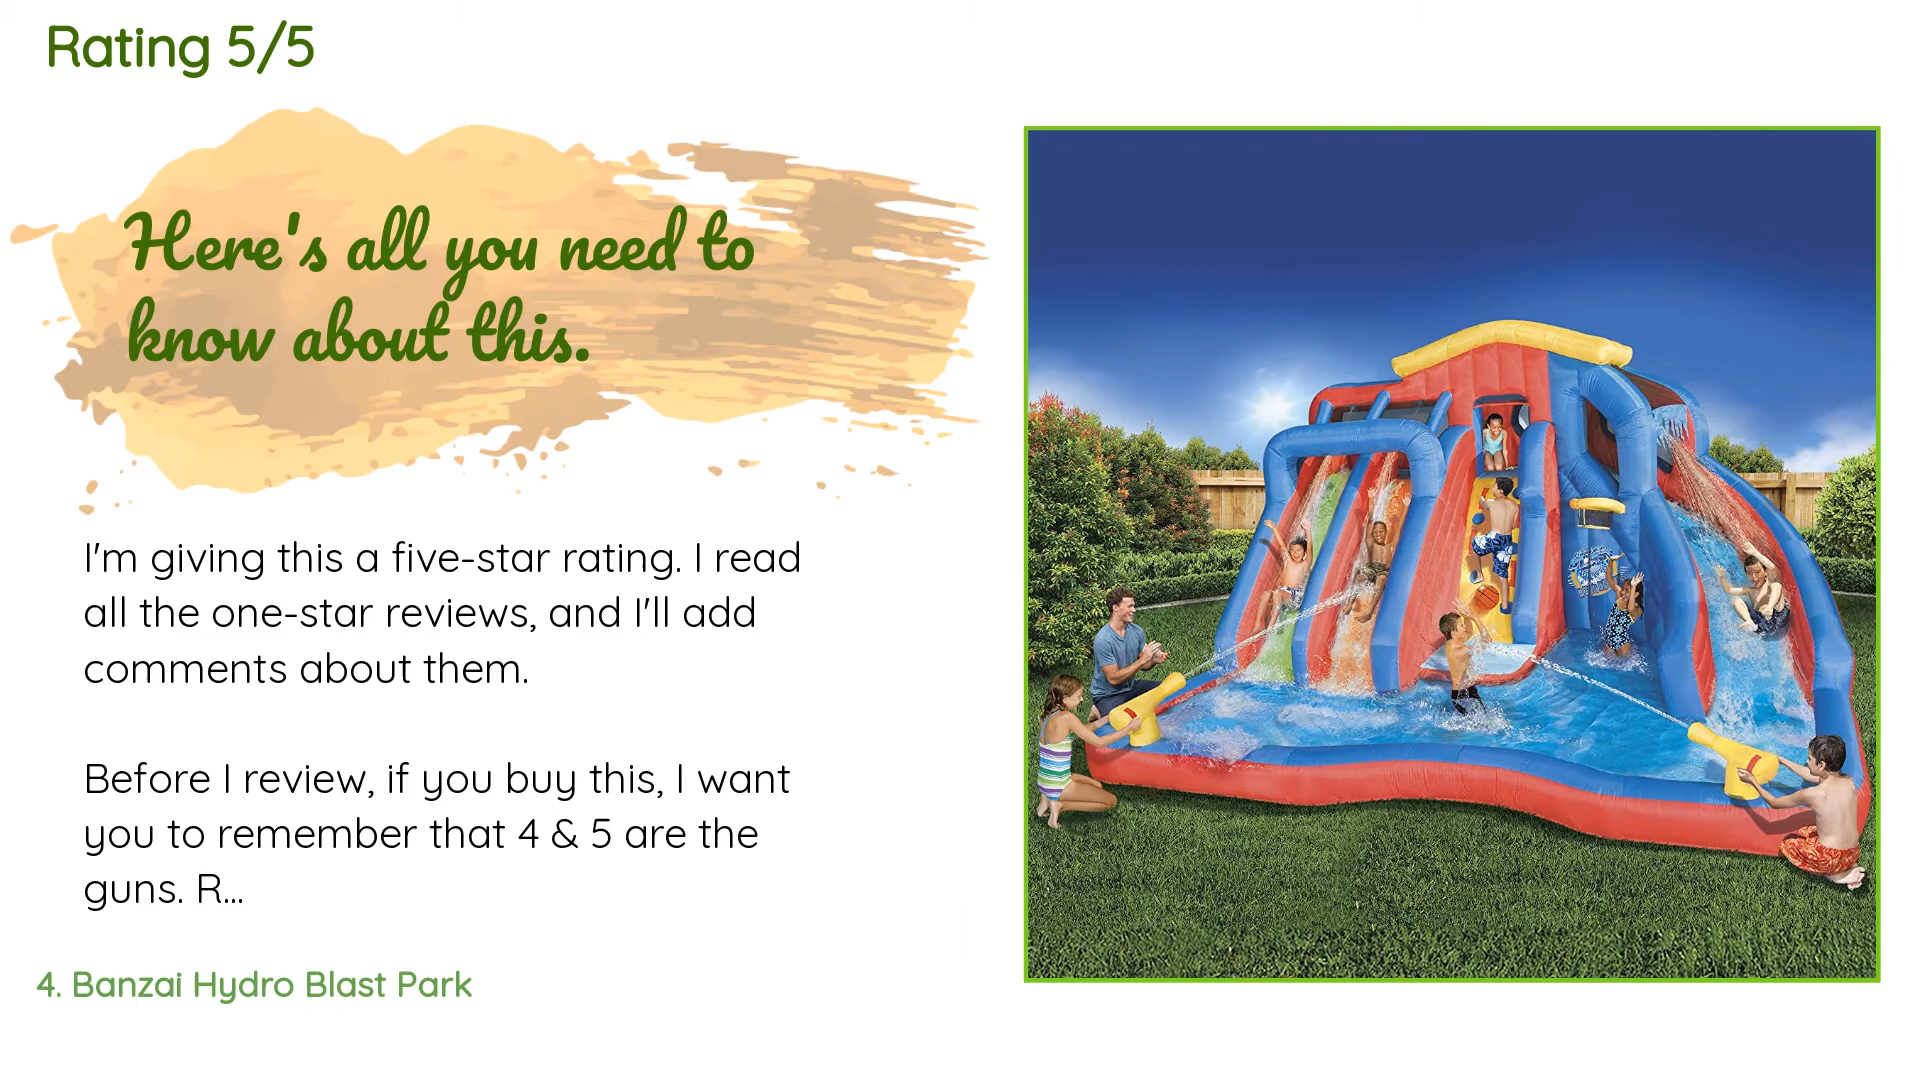 Rating 5/5
Here's all you need to
know about this.
I'm giving this a five-star rating. I read
all the one-star reviews, and I'll add
comments about them.
Before I review, if you buy this, I want
you to remember that 4 & 5 are the
guns. R...
4. Banzai Hydro Blast Park